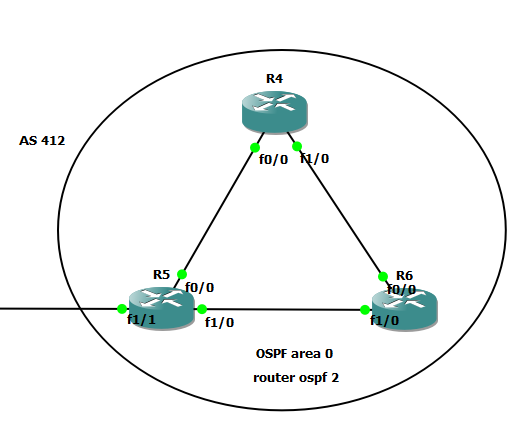 R4
AS 412
f0/0
f1/0
R5
R6
f0/0
f0/0
f1/1
f1/0
f1/0
OSPF area 0
router ospf 2